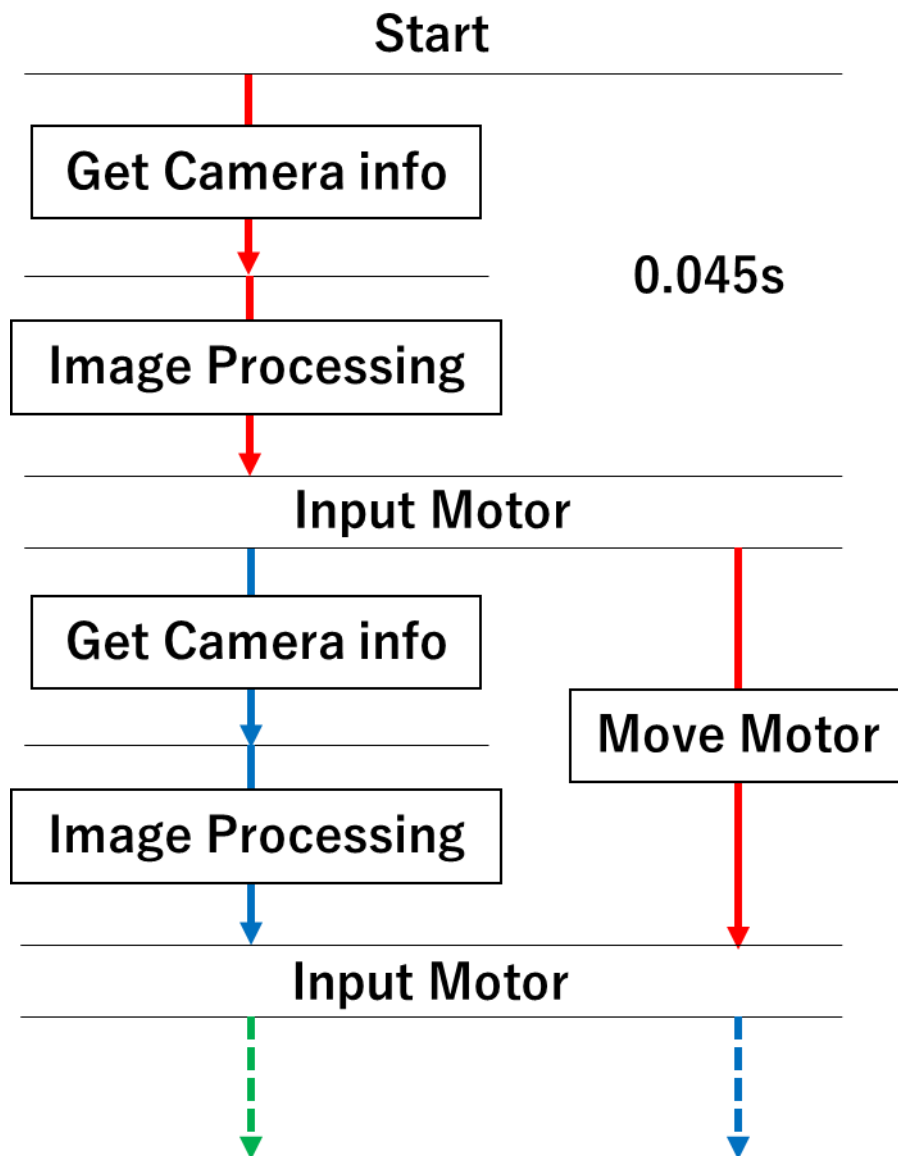 Start
Get Camera info
0.045s
Image Processing
Input Motor
Get Camera info
Move Motor
Image Processing
Input Motor